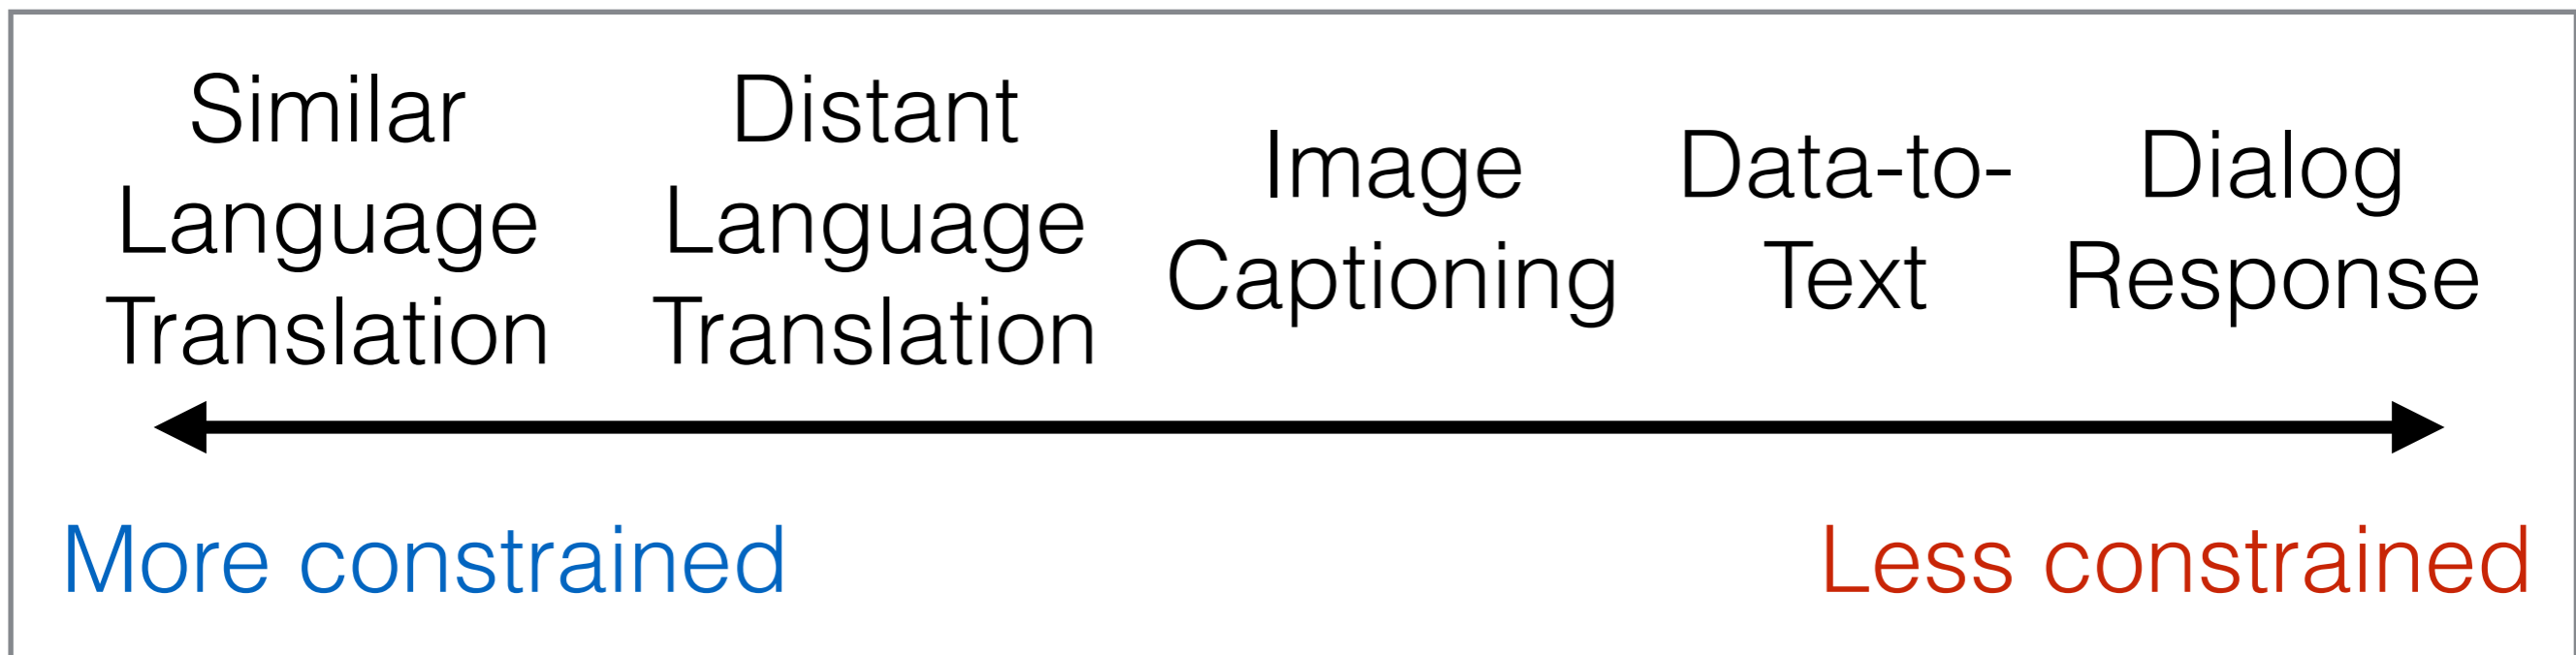 Similar
Language
Translation
Distant
Language
Translation
Image
Captioning
Data-to-
Text
Dialog
Response
More constrained
Less constrained